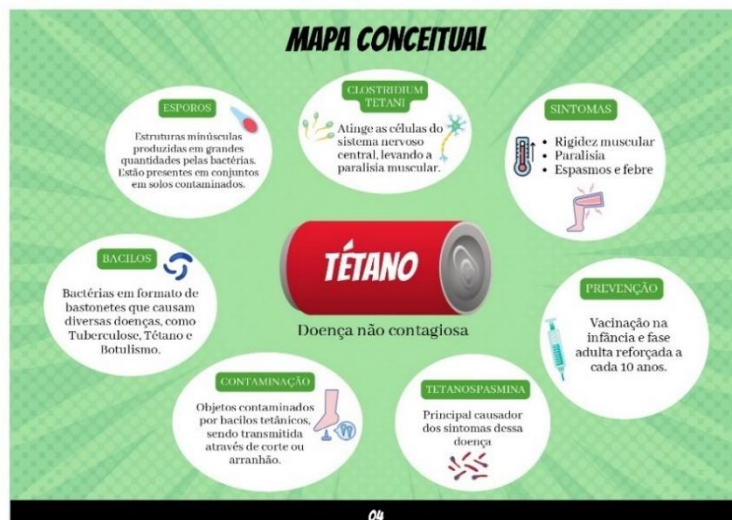 MAPA CONCEITUAL
ESPOROS
Estruturas minúsculas
produzidas em grandes
quantidades pelas bactérias.
Estão presentes em conjuntos
em solos contaminados.
CLOSTRIDIUM
TETANI
Atinge as células do
sistema nervoso
central, levando a
paralisia muscular.
SINTOMAS
• Rigidez muscular
• Paralisía
• Espasmos e febre
BACILOS
Bactérias em formato de
bastonetes que causam
diversas doenças, como
Tuberculose, Tétano e
Botulismo.
TÉTANO
Doença não contagiosa
PREVENÇÃO
Vacinação na
infância e fase
adulta reforçada a
cada 10 anos.
CONTAMINAÇÃO
Objetos contaminados
por bacilos tetânicos,
sendo transmitida
através de corte ou
arranhão.
TETANOSPASMINA
Principal causador
dos sintomas dessa
doença
04